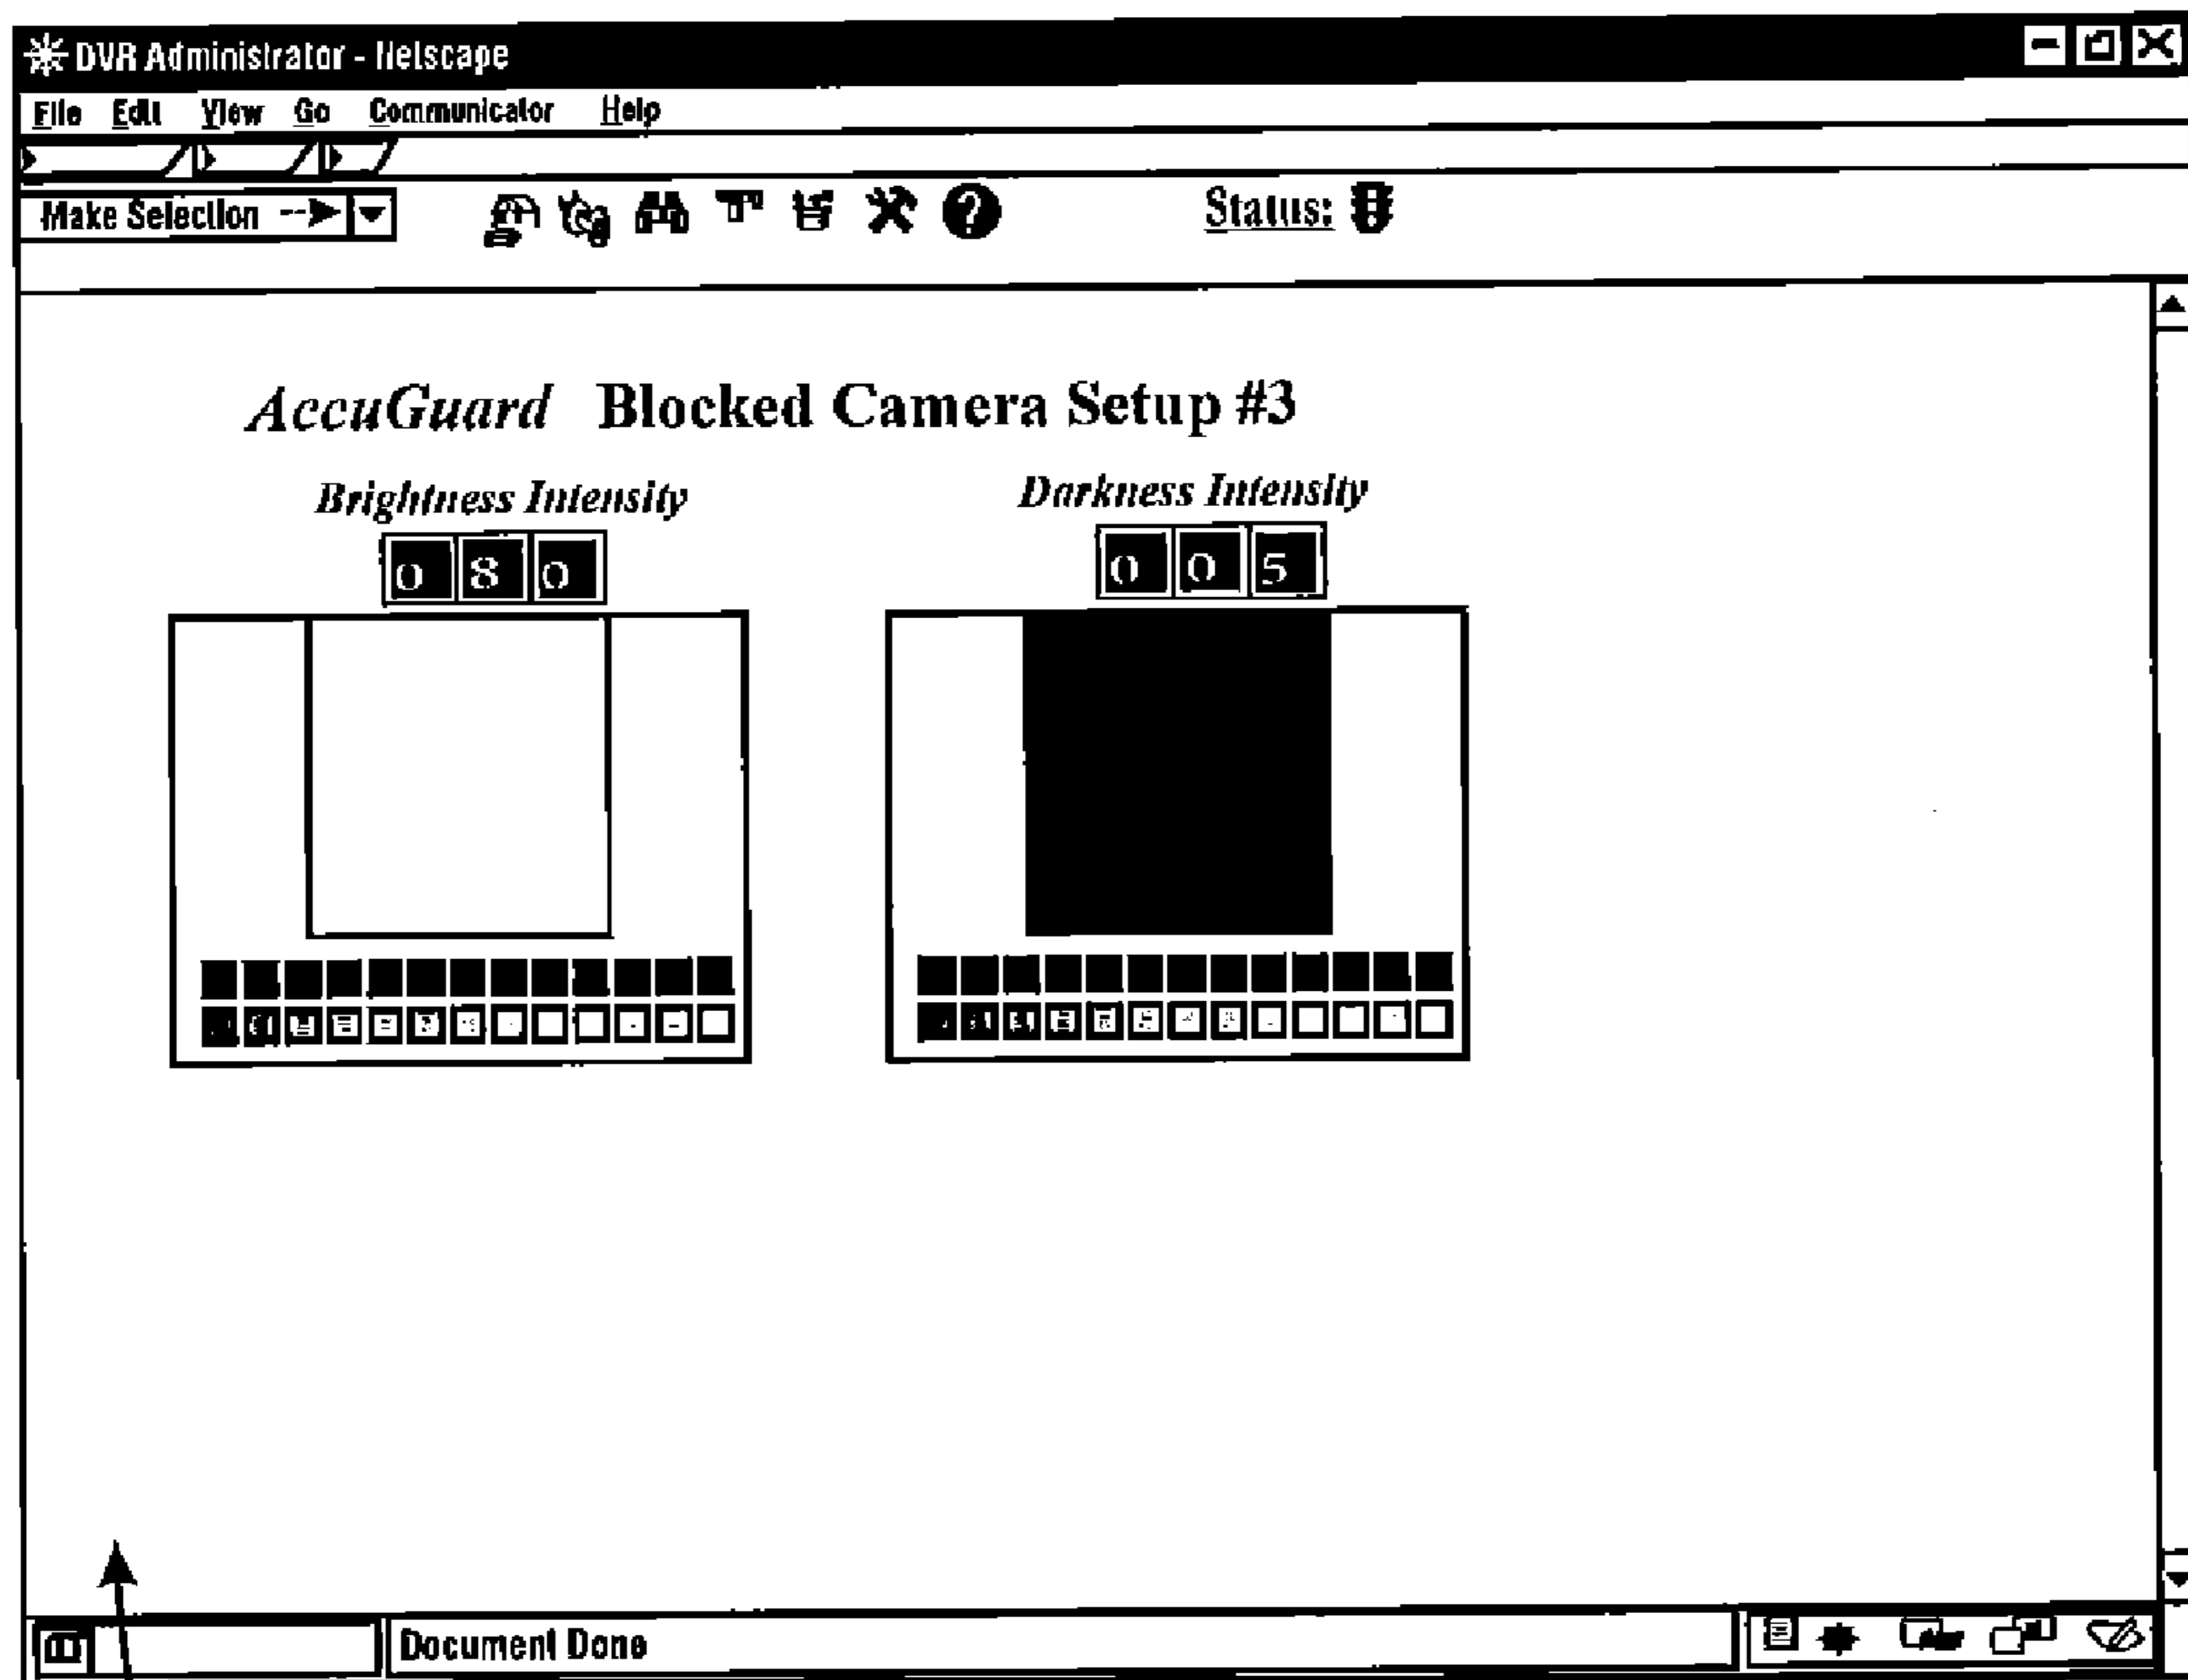 DVR Administrator - Netscape
File Edit View Go Communicator Help
Make Selection --> Status:
AccuGuard Blocked Camera Setup #3
Brightness Intensity Darkness Intensity
0 8 0 0 0 5
Document Done